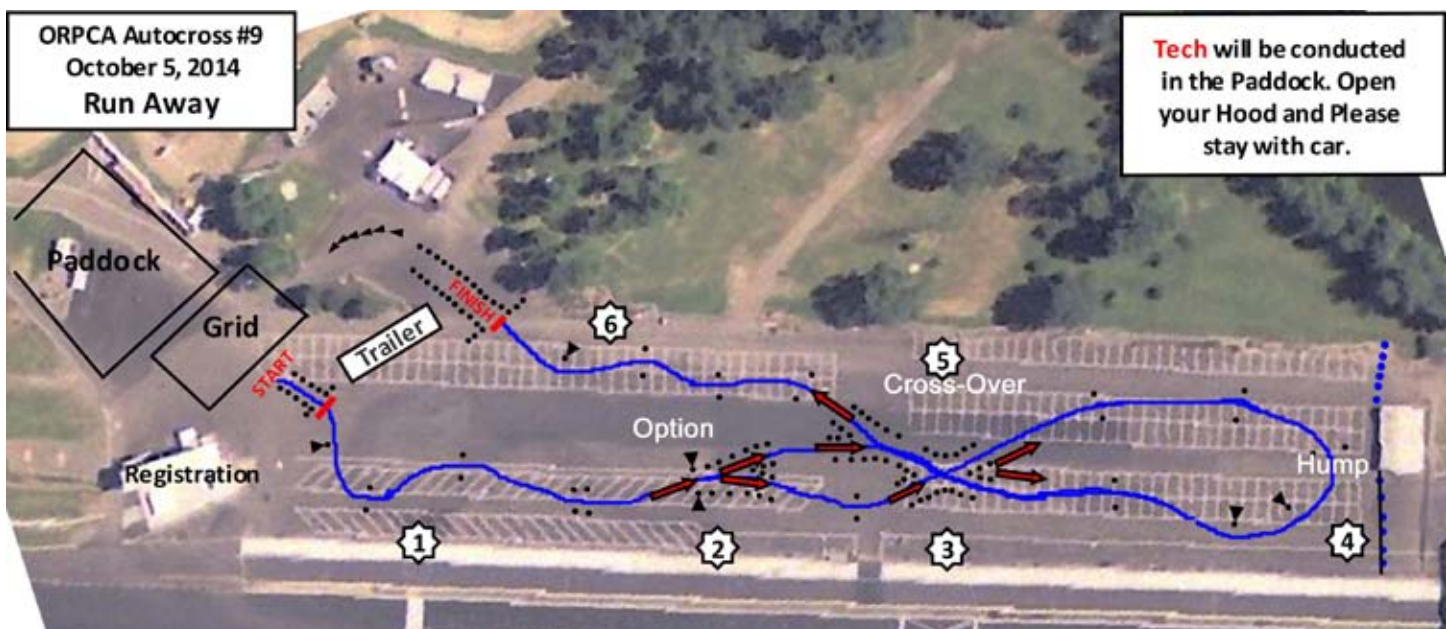 ORPCA Autocross #9
October 5, 2014
Run Away
Tech will be conducted
in the Paddock. Open
your Hood and Please
stay with car.
Paddock
Grid
START
Trailer
FINISH
Registration
Option
Cross-Over
Hump
1
2
3
4
5
6